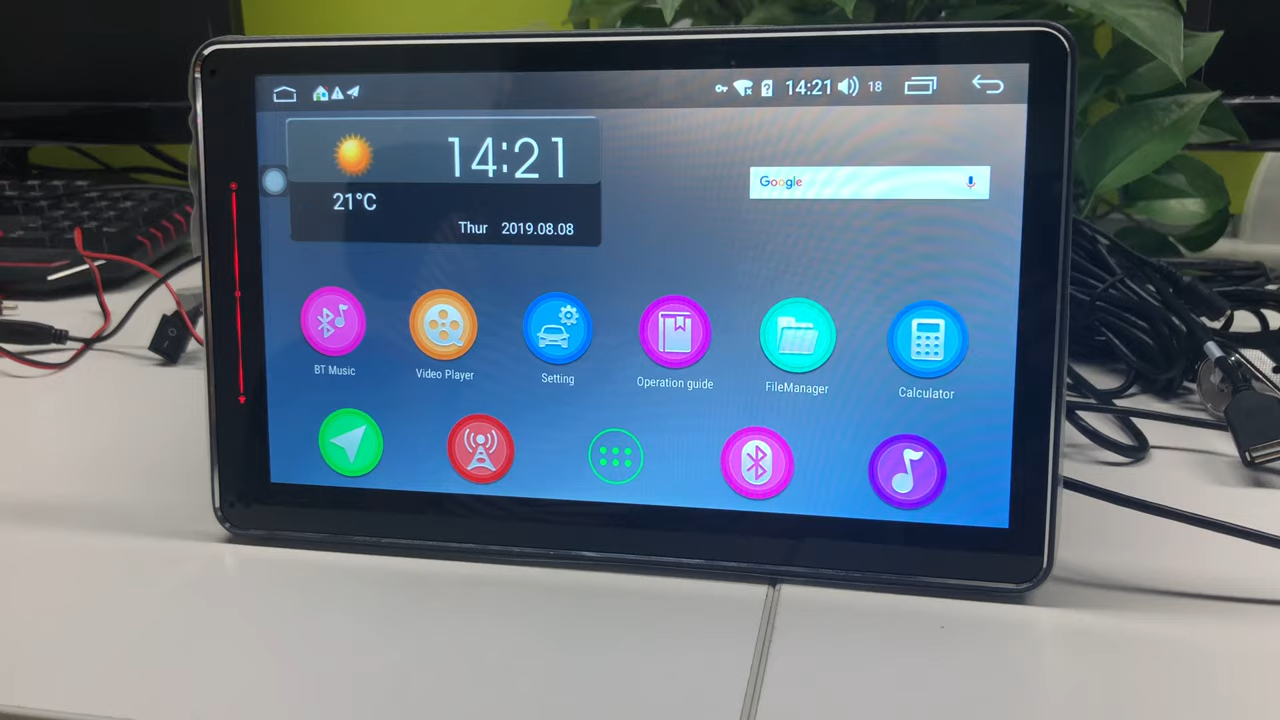 14:21 18
14:21
Google
21°C
Thur 2019.08.08
BT Music
Video Player
Setting
Operation guide
FileManager
Calculator